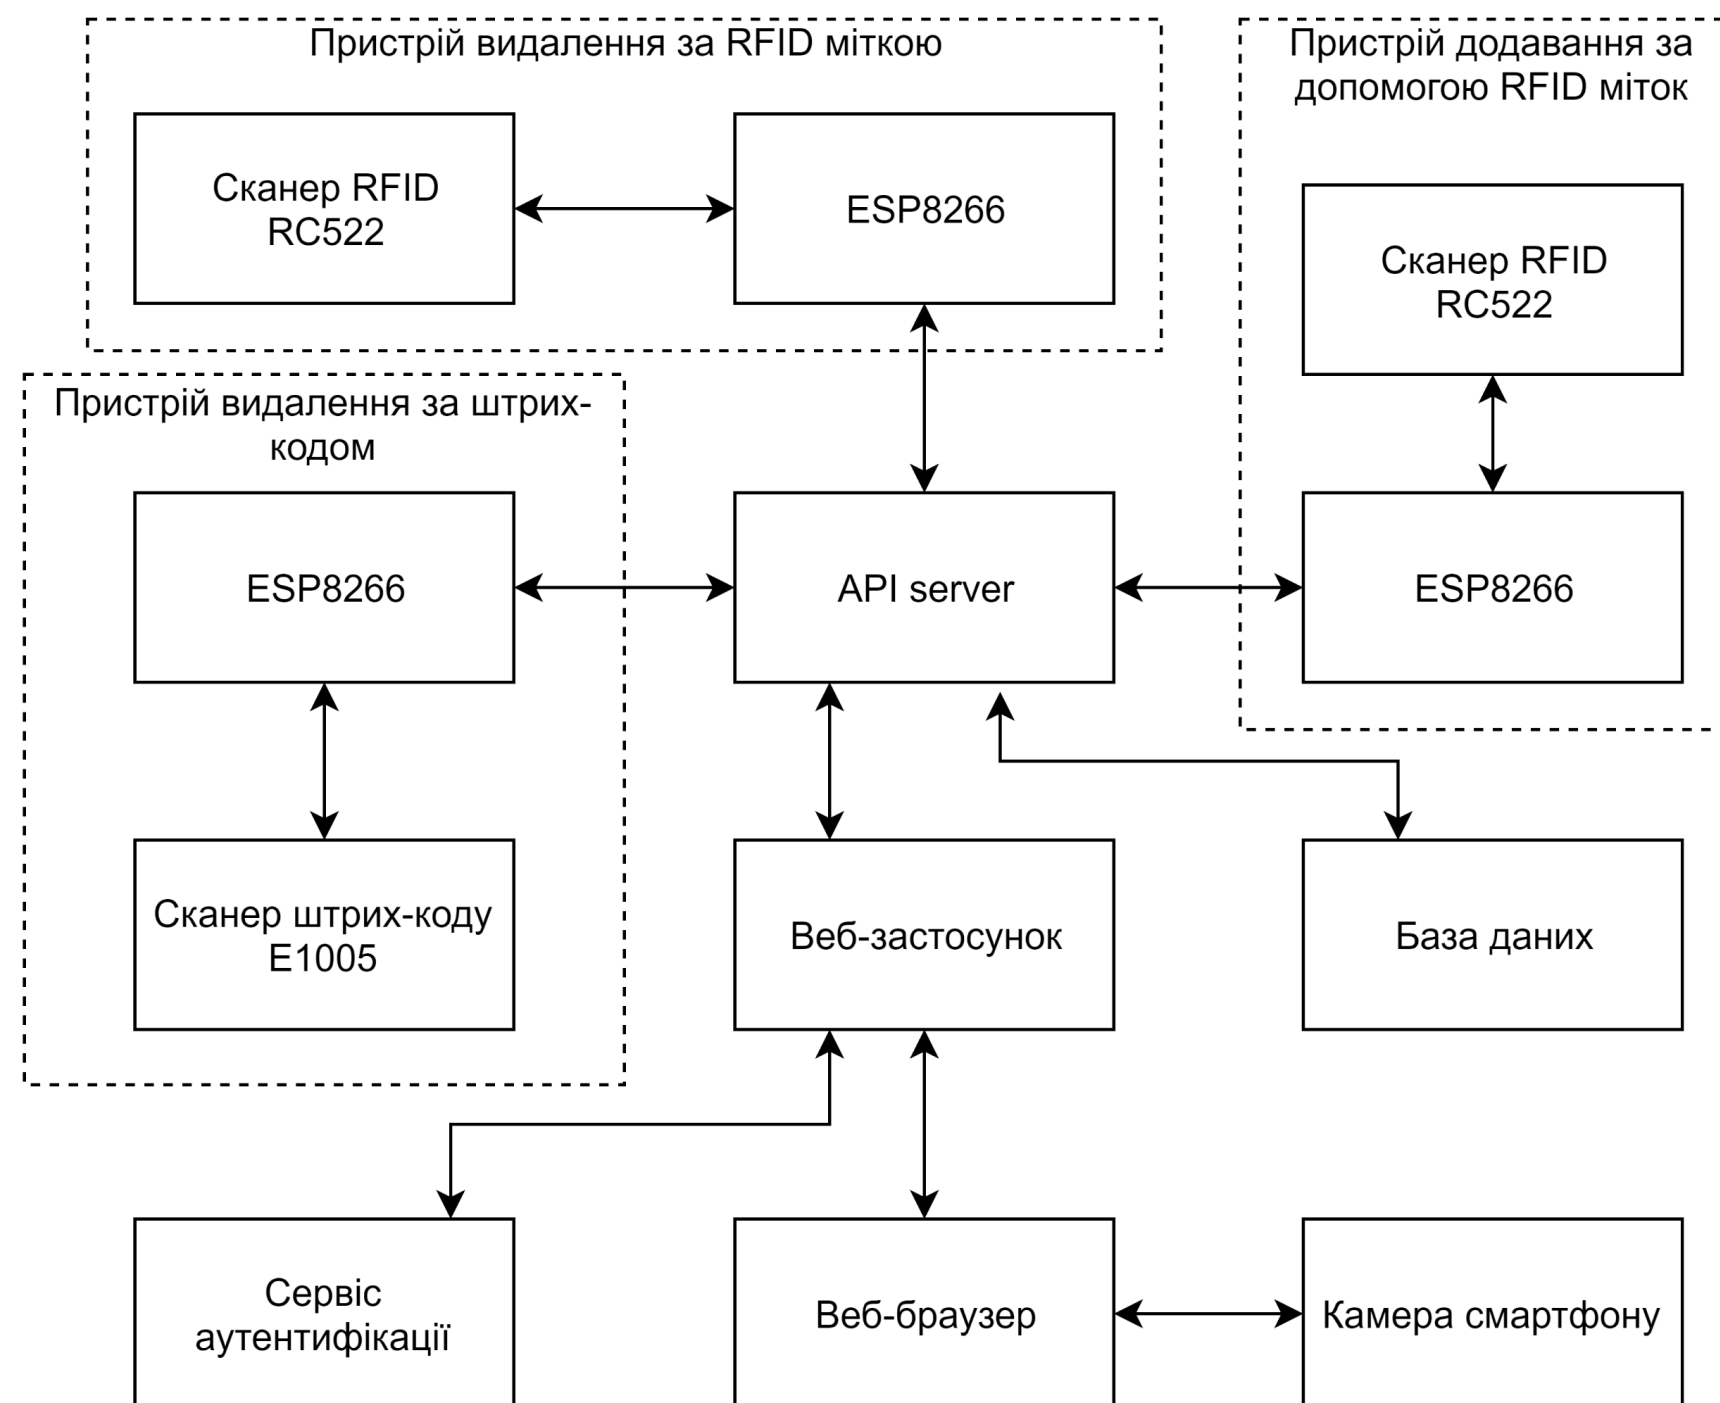 Пристрій видалення за RFID міткою
Пристрій додавання за
допомогою RFID міток
Сканер RFID
RC522
ESP8266
Сканер RFID
RC522
Пристрій видалення за штрих-
кодом
ESP8266
API server
ESP8266
Сканер штрих-коду
E1005
Веб-застосунок
База даних
Сервіс
аутентифікації
Веб-браузер
Камера смартфону